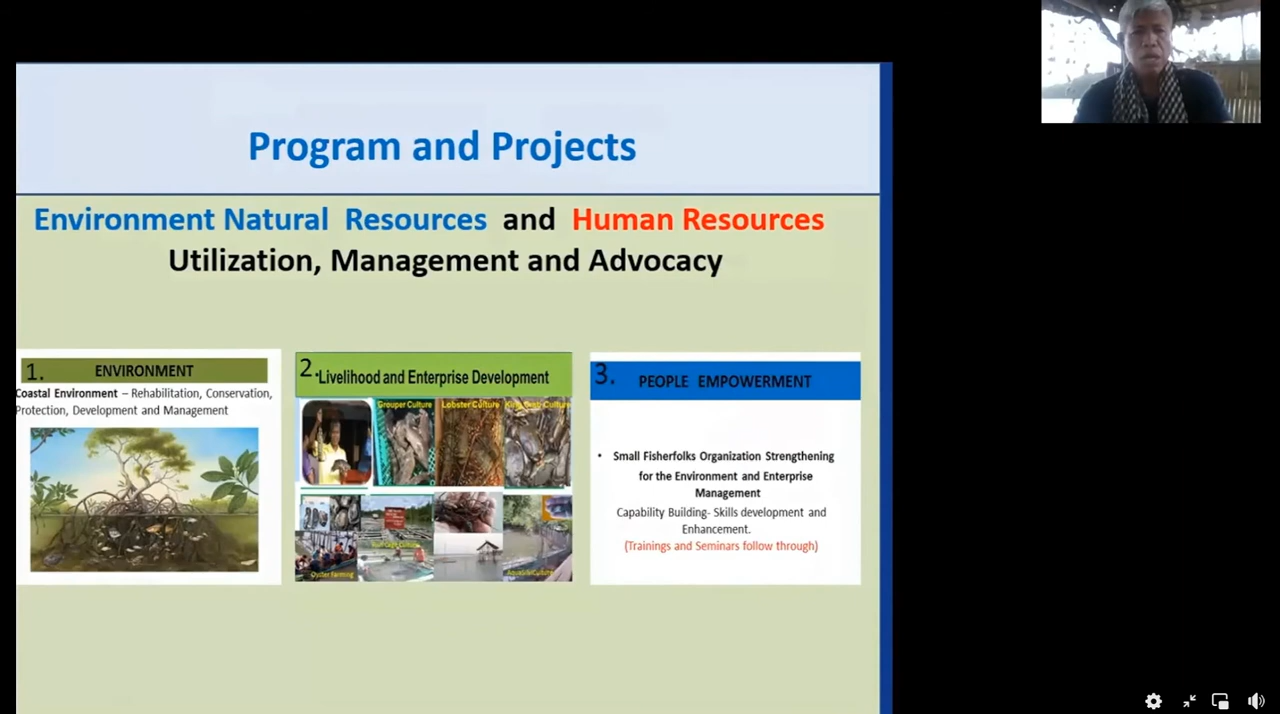 Program and Projects
Environment Natural Resources and Human Resources
Utilization, Management and Advocacy
1. ENVIRONMENT
Coastal Environment – Rehabilitation, Conservation,
Protection, Development and Management
2. Livelihood and Enterprise Development
Grouper Culture
Lobster Culture
King Crab Culture
Oyster Farming
3. PEOPLE EMPOWERMENT
• Small Fisherfolks Organization Strengthening
for the Environment and Enterprise
Management
Capability Building- Skills development and
Enhancement.
(Trainings and Seminars follow through)